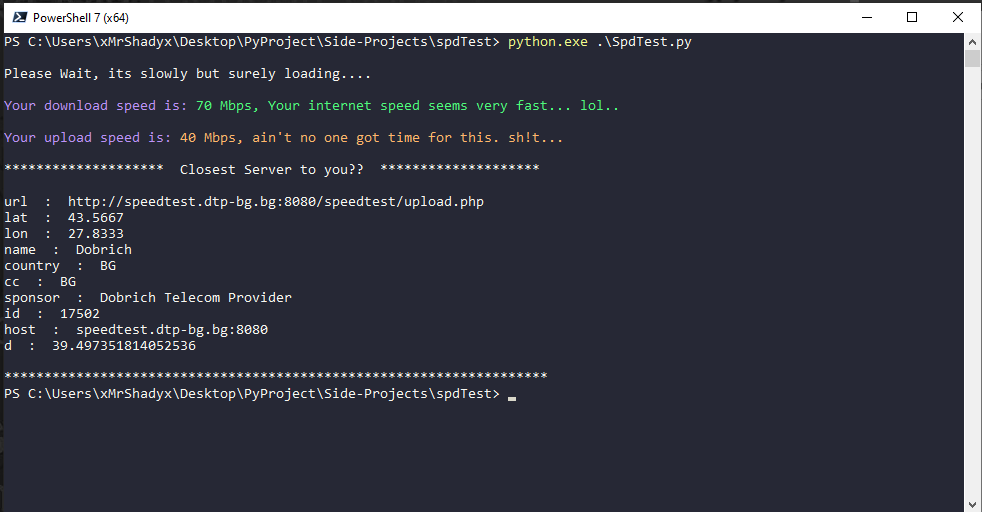 PowerShell 7 (x64)
PS C:\Users\xMrShadyx\Desktop\PyProject\Side-Projects\spdTest> python.exe .\SpdTest.py
Please Wait, its slowly but surely loading....
Your download speed is: 70 Mbps, Your internet speed seems very fast... lol..
Your upload speed is: 40 Mbps, ain't no one got time for this. sh!t...
********************  Closest Server to you??  ********************
url  :  http://speedtest.dtp-bg.bg:8080/speedtest/upload.php
lat  :  43.5667
lon  :  27.8333
name  :  Dobrich
country  :  BG
cc  :  BG
sponsor  :  Dobrich Telecom Provider
id  :  17502
host  :  speedtest.dtp-bg.bg:8080
d  :  39.497351814052536
********************************************************************
PS C:\Users\xMrShadyx\Desktop\PyProject\Side-Projects\spdTest>